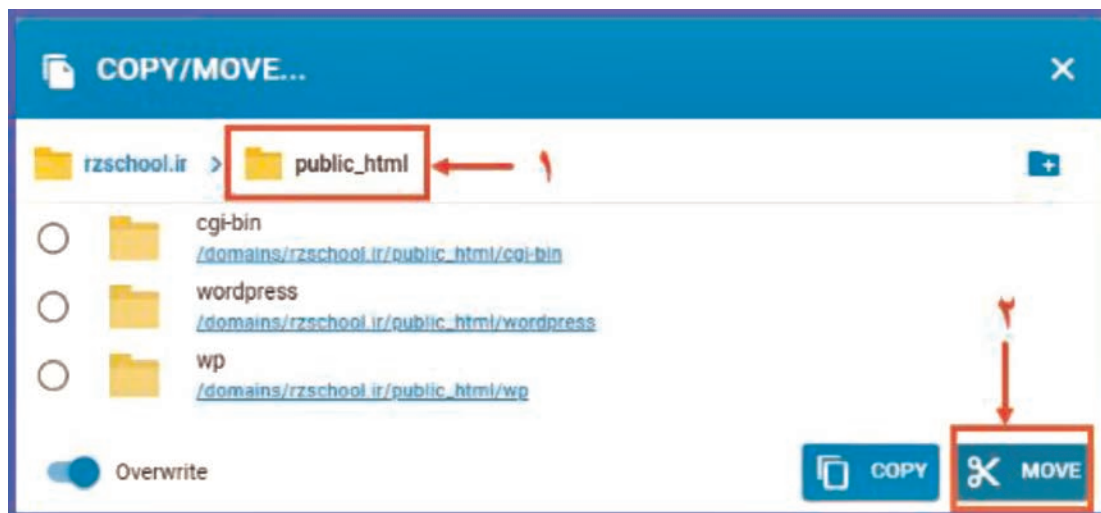 COPY/MOVE...
rzschool.ir > public_html ۱
cgi-bin
/domains/rzschool.ir/public_html/cgi-bin
wordpress
/domains/rzschool.ir/public_html/wordpress
wp
/domains/rzschool.ir/public_html/wp
۲
Overwrite COPY MOVE